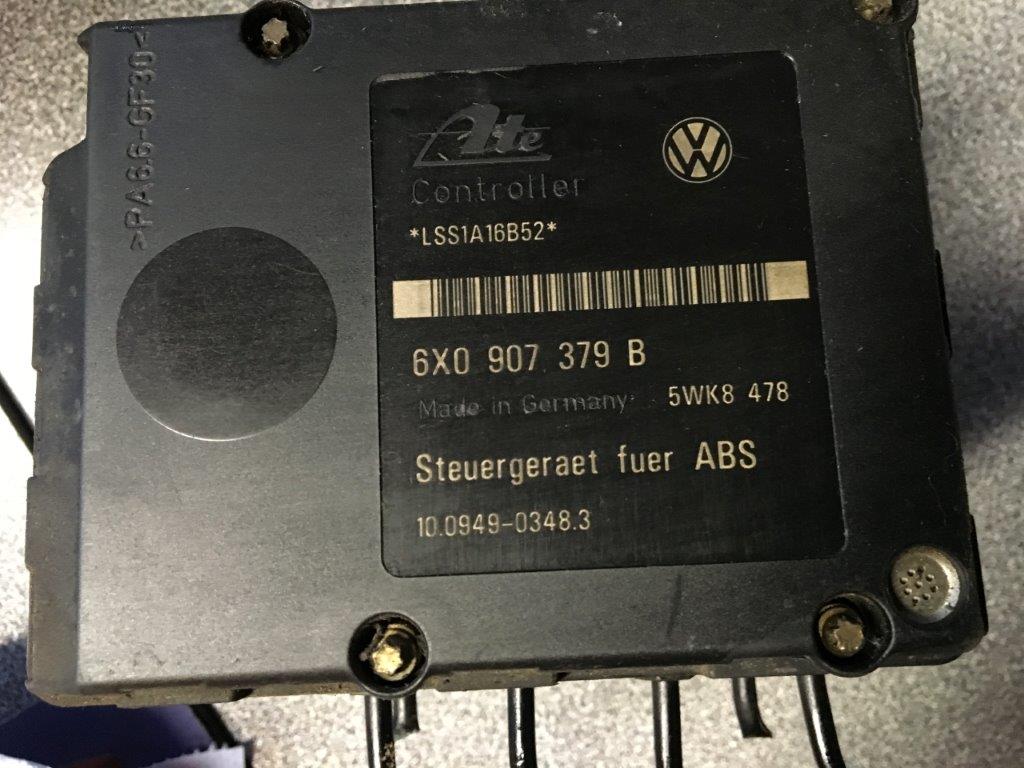 >PA6.6-GF30<
Ate
Controller
*LSS1A16B52*
6X0 907 379 B
Made in Germany 5WK8 478
Steuergeraet fuer ABS
10.0949-0348.3